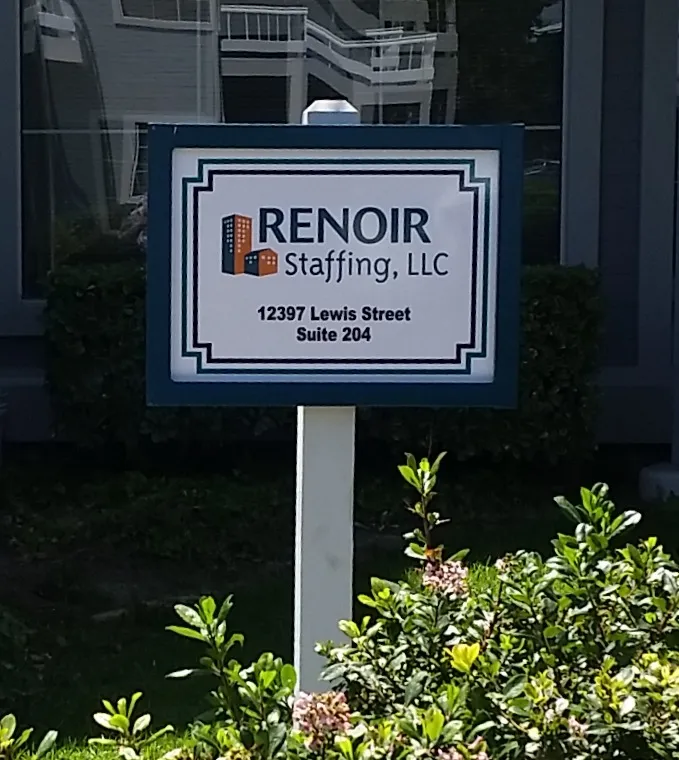 RENOIR
Staffing, LLC
12397 Lewis Street
Suite 204